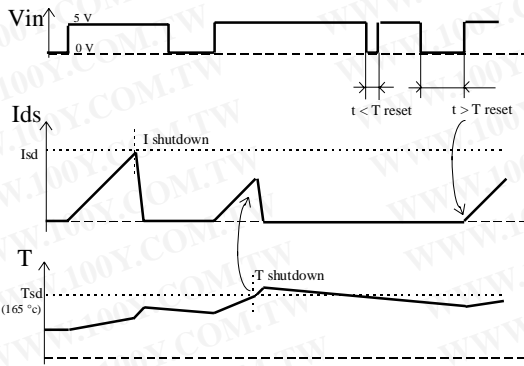 Vin
5 V
0 V
t < T reset
t > T reset
Ids
I shutdown
Isd
T
T shutdown
Tsd
(165 °c)
WWW.100Y.COM.TW